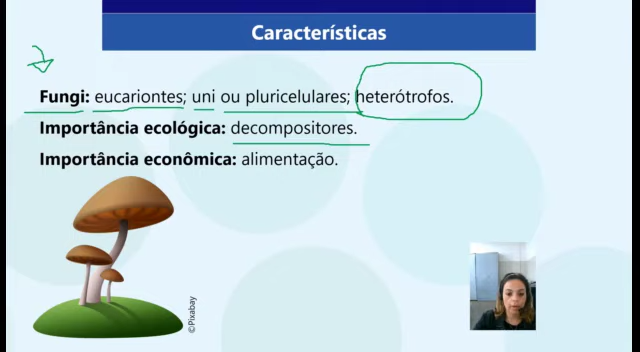 Características
Fungi: eucariontes; uni ou pluricelulares; heterótrofos.
Importância ecológica: decompositores.
Importância econômica: alimentação.
©Pixabay